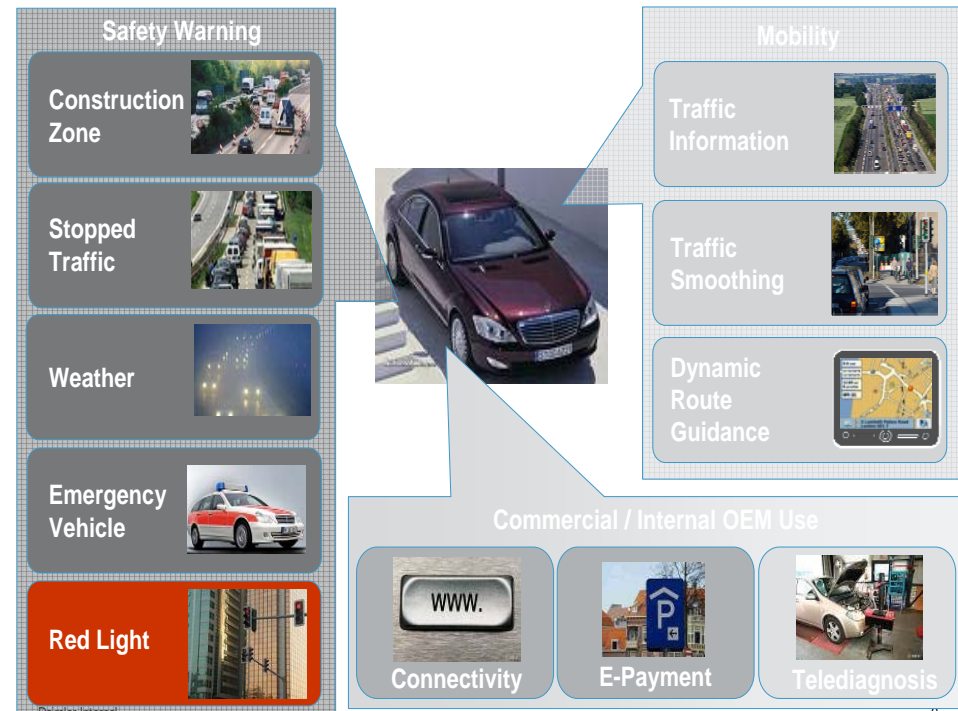 Safety Warning
Construction
Zone
Stopped
Traffic
Weather
Emergency
Vehicle
Red Light
Mobility
Traffic
Information
Traffic
Smoothing
Dynamic
Route
Guidance
Commercial / Internal OEM Use
www.
Connectivity
P
E-Payment
Telediagnosis